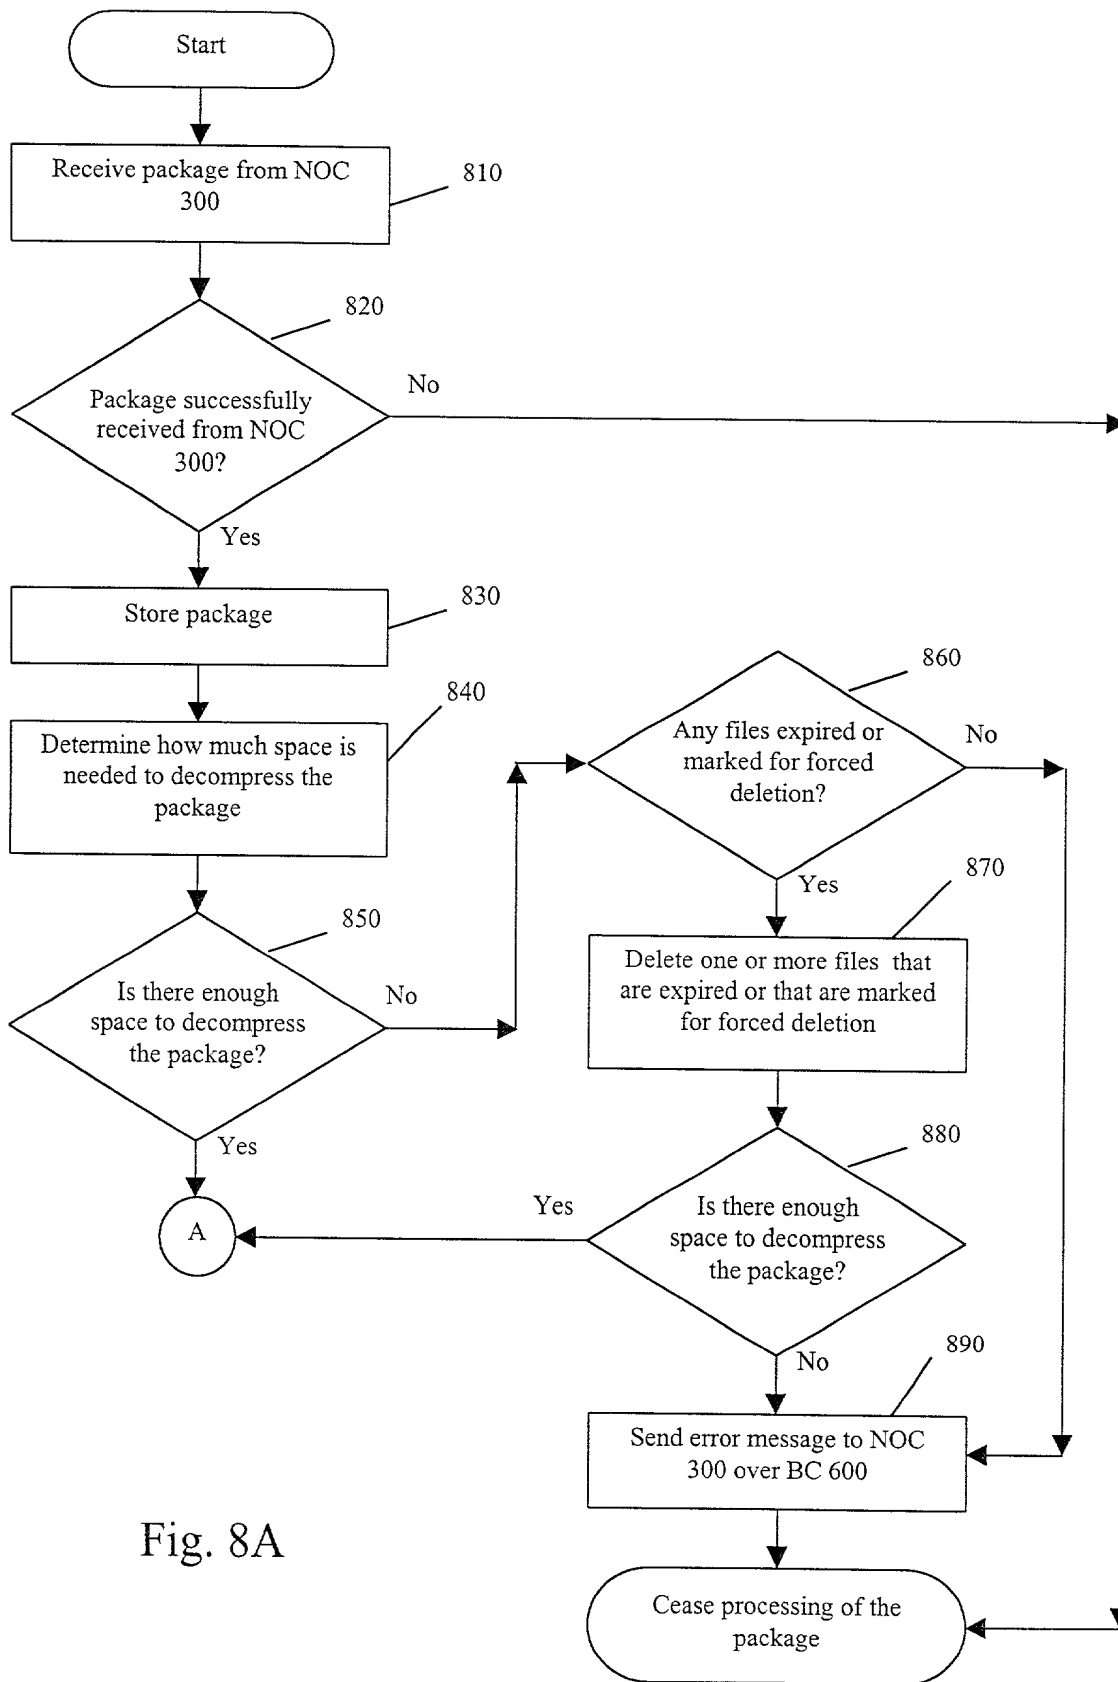 Start
Receive package from NOC
300
810
820
No
Package successfully
received from NOC
300?
Yes
Store package
830
Determine how much space is
needed to decompress the
package
840
850
Is there enough
space to decompress
the package?
No
Yes
A
860
Any files expired or
marked for forced
deletion?
No
Yes
870
Delete one or more files that
are expired or that are marked
for forced deletion
880
Is there enough
space to decompress
the package?
Yes
No
890
Send error message to NOC
300 over BC 600
Cease processing of the
package
Fig. 8A